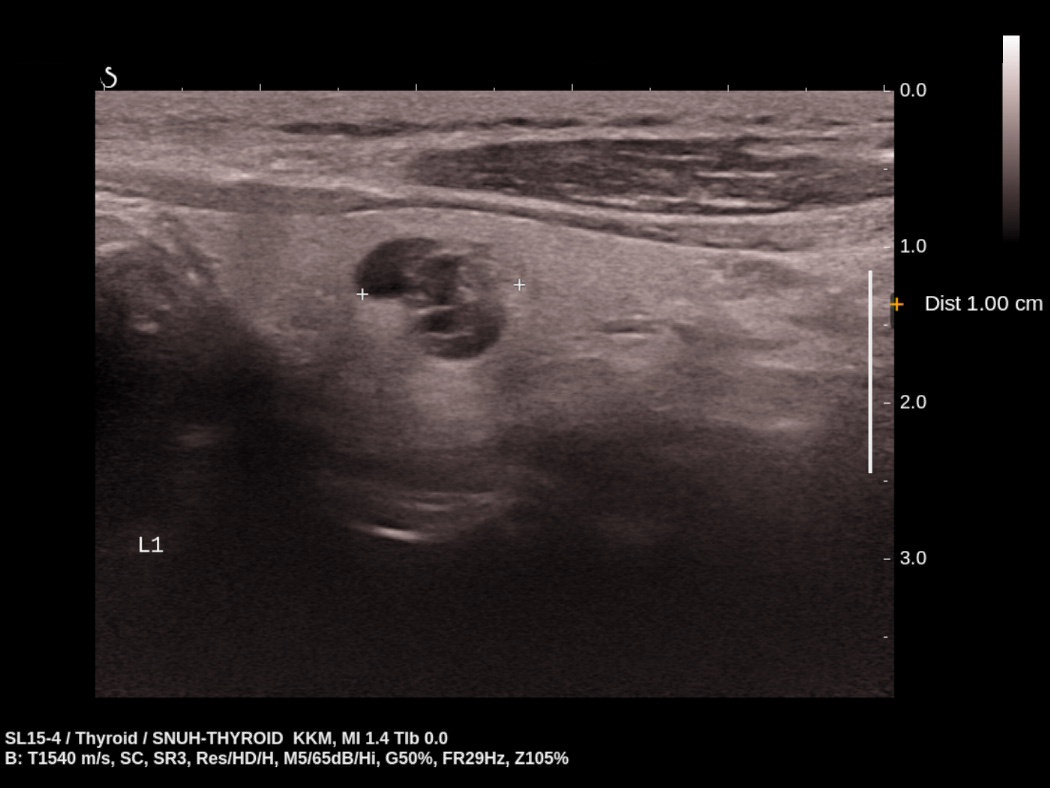 0.0
1.0
Dist 1.00 cm
2.0
L1
3.0
SL15-4 / Thyroid / SNUH-THYROID KKM, MI 1.4 TIb 0.0
B: T1540 m/s, SC, SR3, Res/HD/H, M5/65dB/Hi, G50%, FR29Hz, Z105%